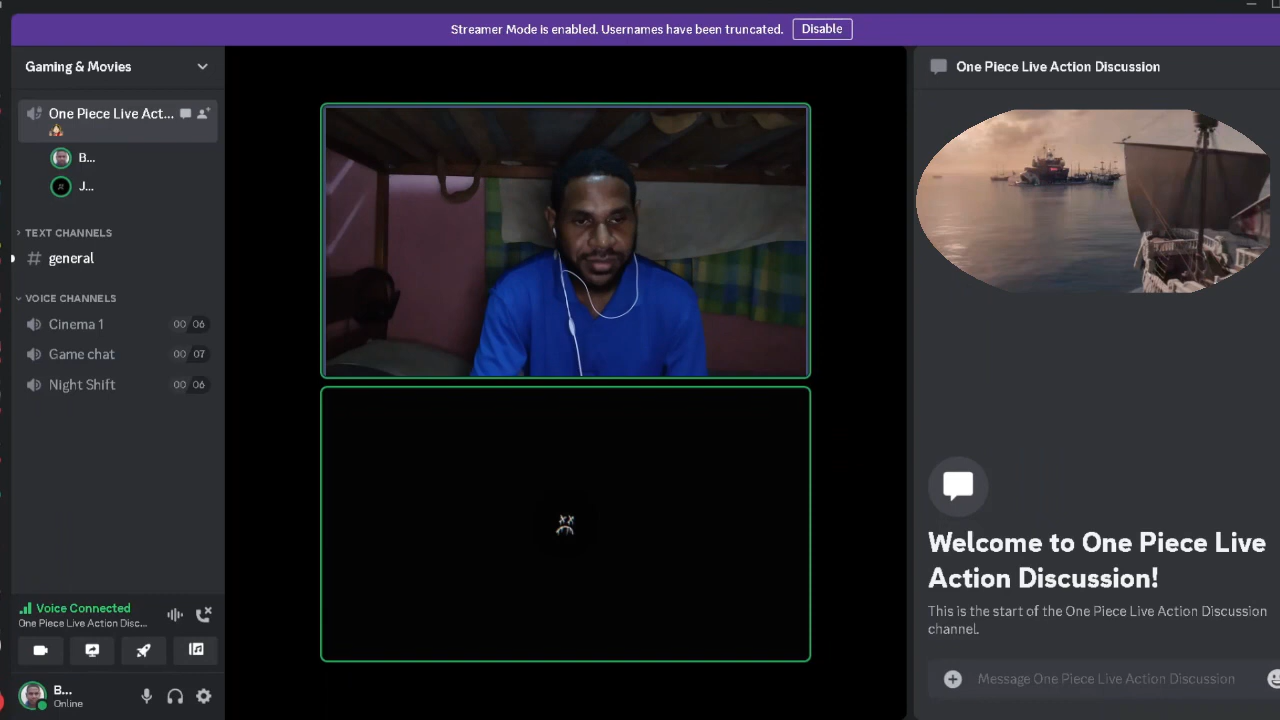 Streamer Mode is enabled. Usernames have been truncated.
Disable
Gaming & Movies
One Piece Live Act...
B...
J...
TEXT CHANNELS
general
VOICE CHANNELS
Cinema 1 00 06
Game chat 00 07
Night Shift 00 06
Voice Connected
One Piece Live Action Disc...
B...
Online
One Piece Live Action Discussion
Welcome to One Piece Live
Action Discussion!
This is the start of the One Piece Live Action Discussion
channel.
Message One Piece Live Action Discussion